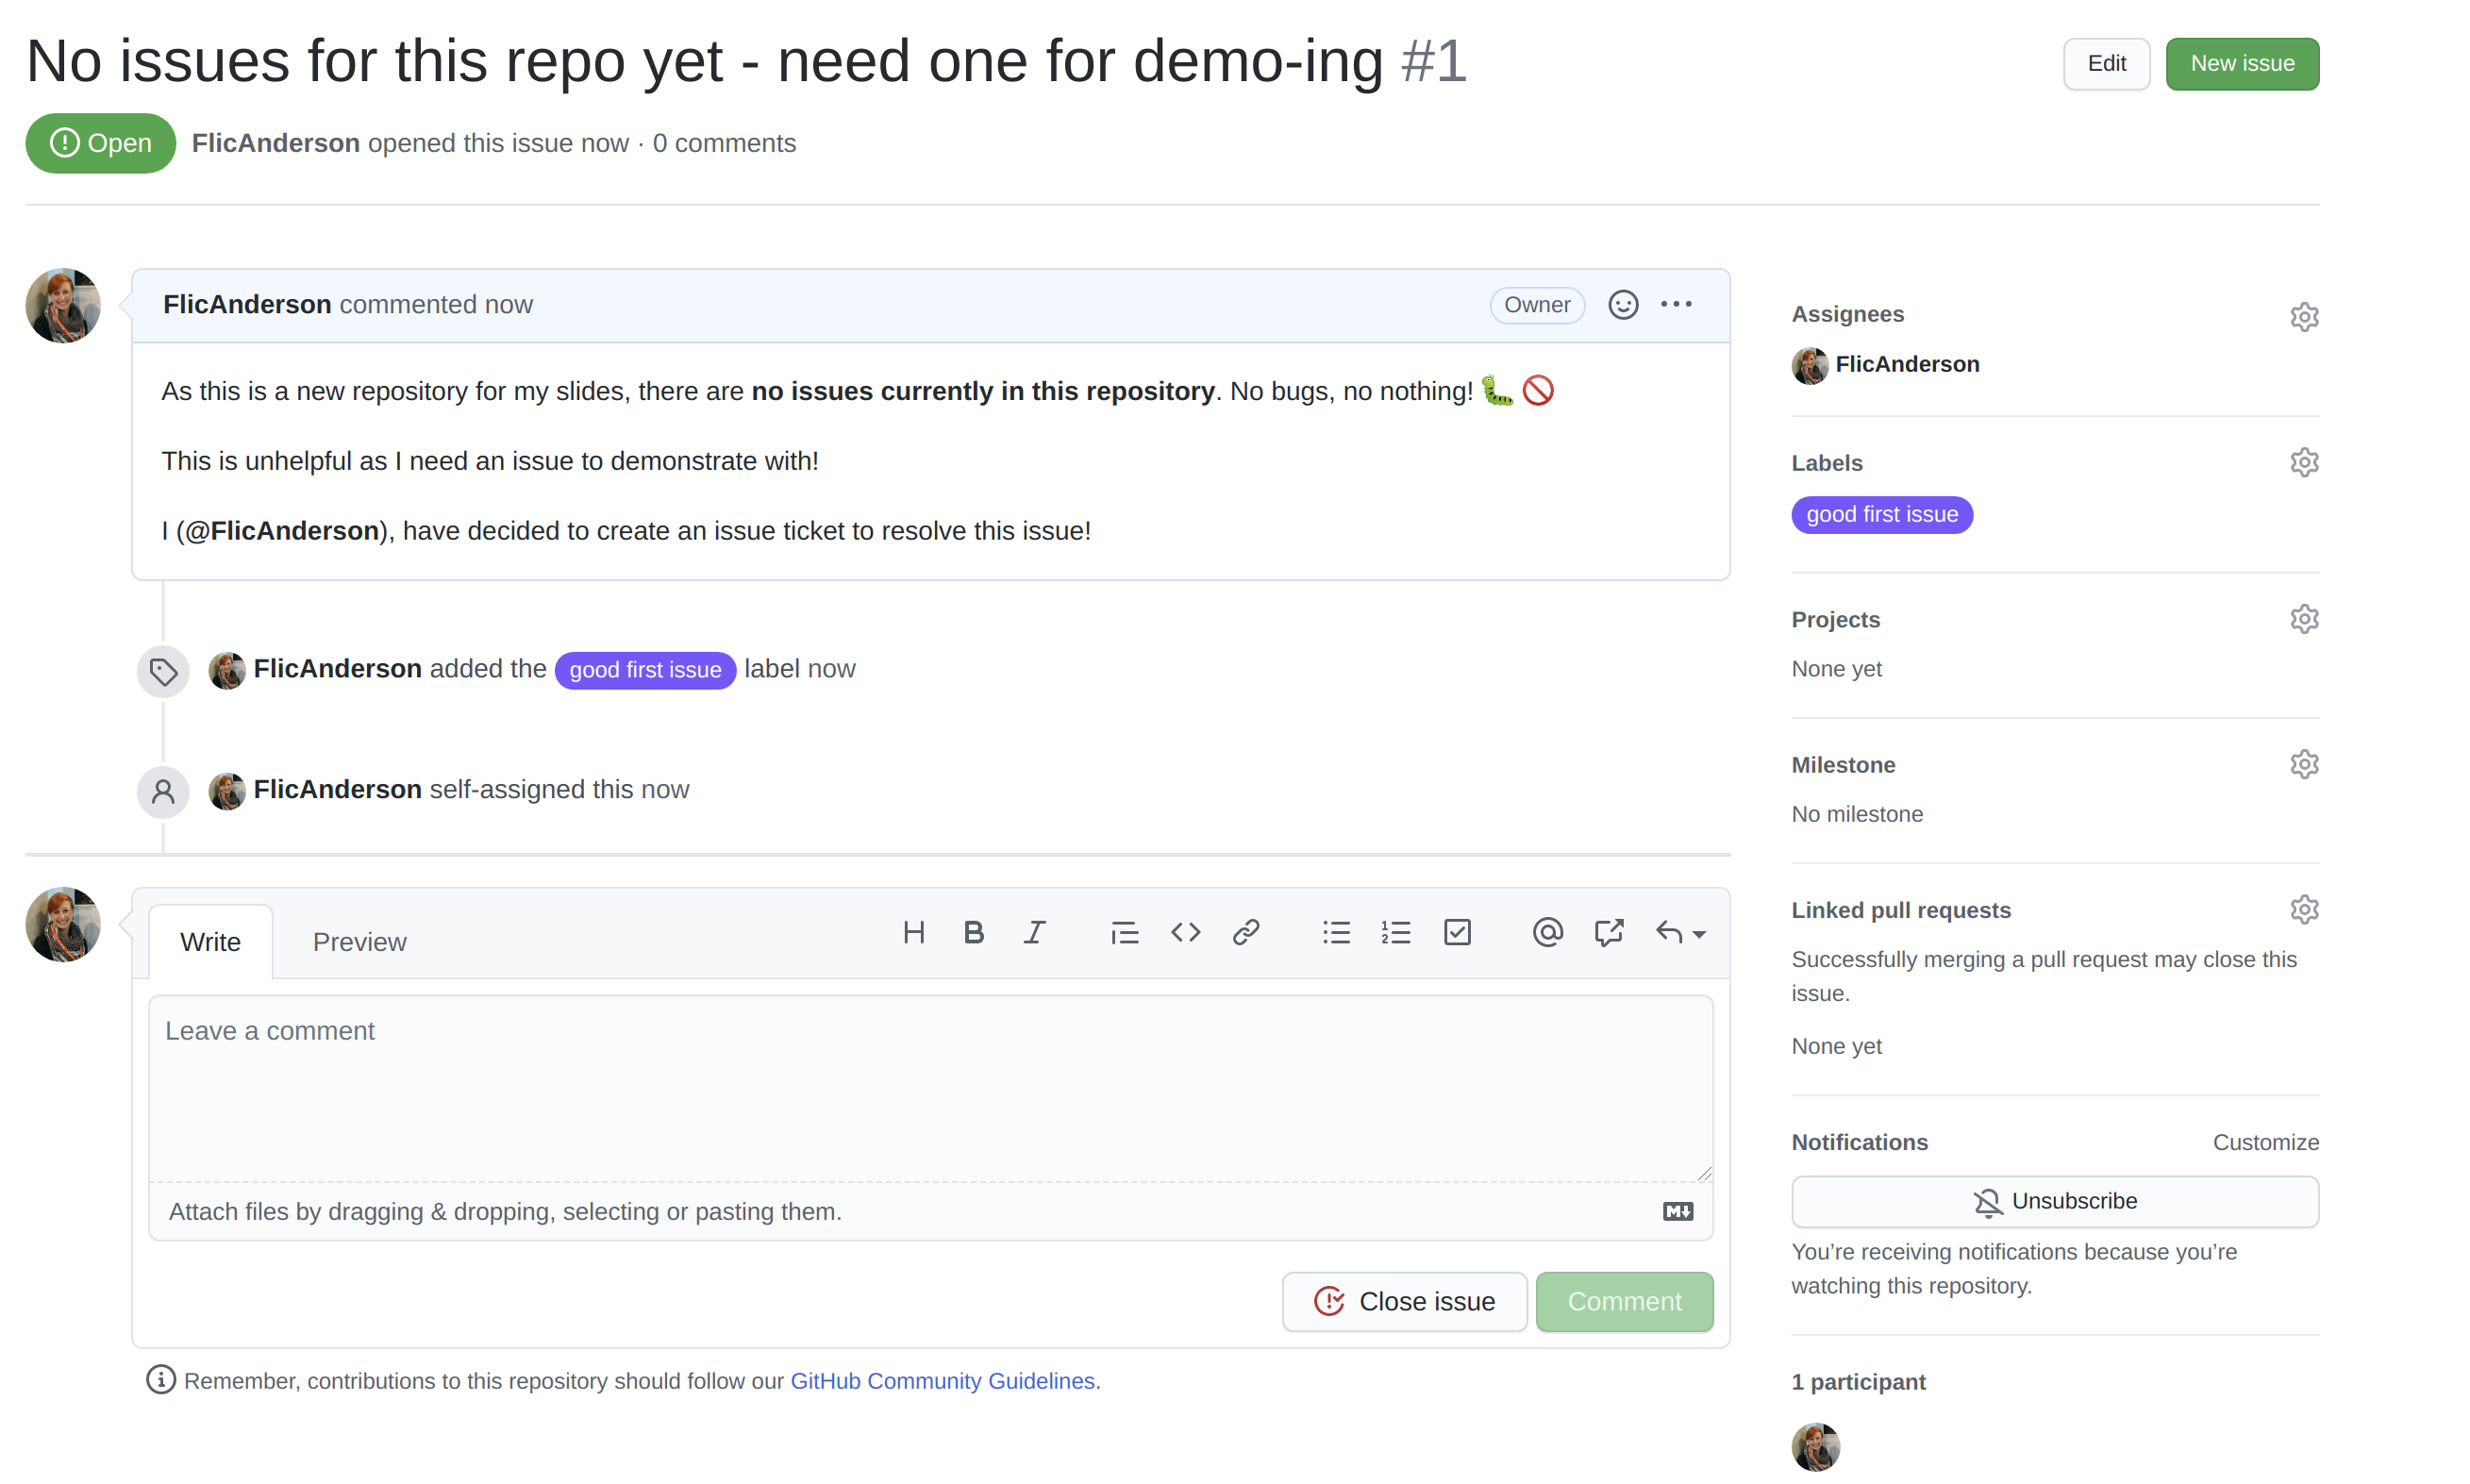 No issues for this repo yet - need one for demo-ing #1
Edit
New issue
Open
FlicAnderson opened this issue now · 0 comments
FlicAnderson commented now
Owner
As this is a new repository for my slides, there are no issues currently in this repository. No bugs, no nothing! 🐛🚫
This is unhelpful as I need an issue to demonstrate with!
I (@FlicAnderson), have decided to create an issue ticket to resolve this issue!
FlicAnderson added the good first issue label now
FlicAnderson self-assigned this now
Write
Preview
Leave a comment
Attach files by dragging & dropping, selecting or pasting them.
Close issue
Comment
Remember, contributions to this repository should follow our GitHub Community Guidelines.
Assignees
FlicAnderson
Labels
good first issue
Projects
None yet
Milestone
No milestone
Linked pull requests
Successfully merging a pull request may close this
issue.
None yet
Notifications
Customize
Unsubscribe
You’re receiving notifications because you’re
watching this repository.
1 participant